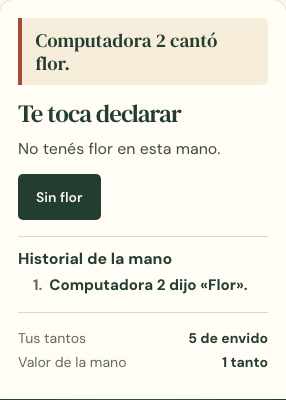 Computadora 2 cantó
flor.
Te toca declarar
No tenés flor en esta mano.
Sin flor
Historial de la mano
1. Computadora 2 dijo «Flor».
Tus tantos 5 de envido
Valor de la mano 1 tanto